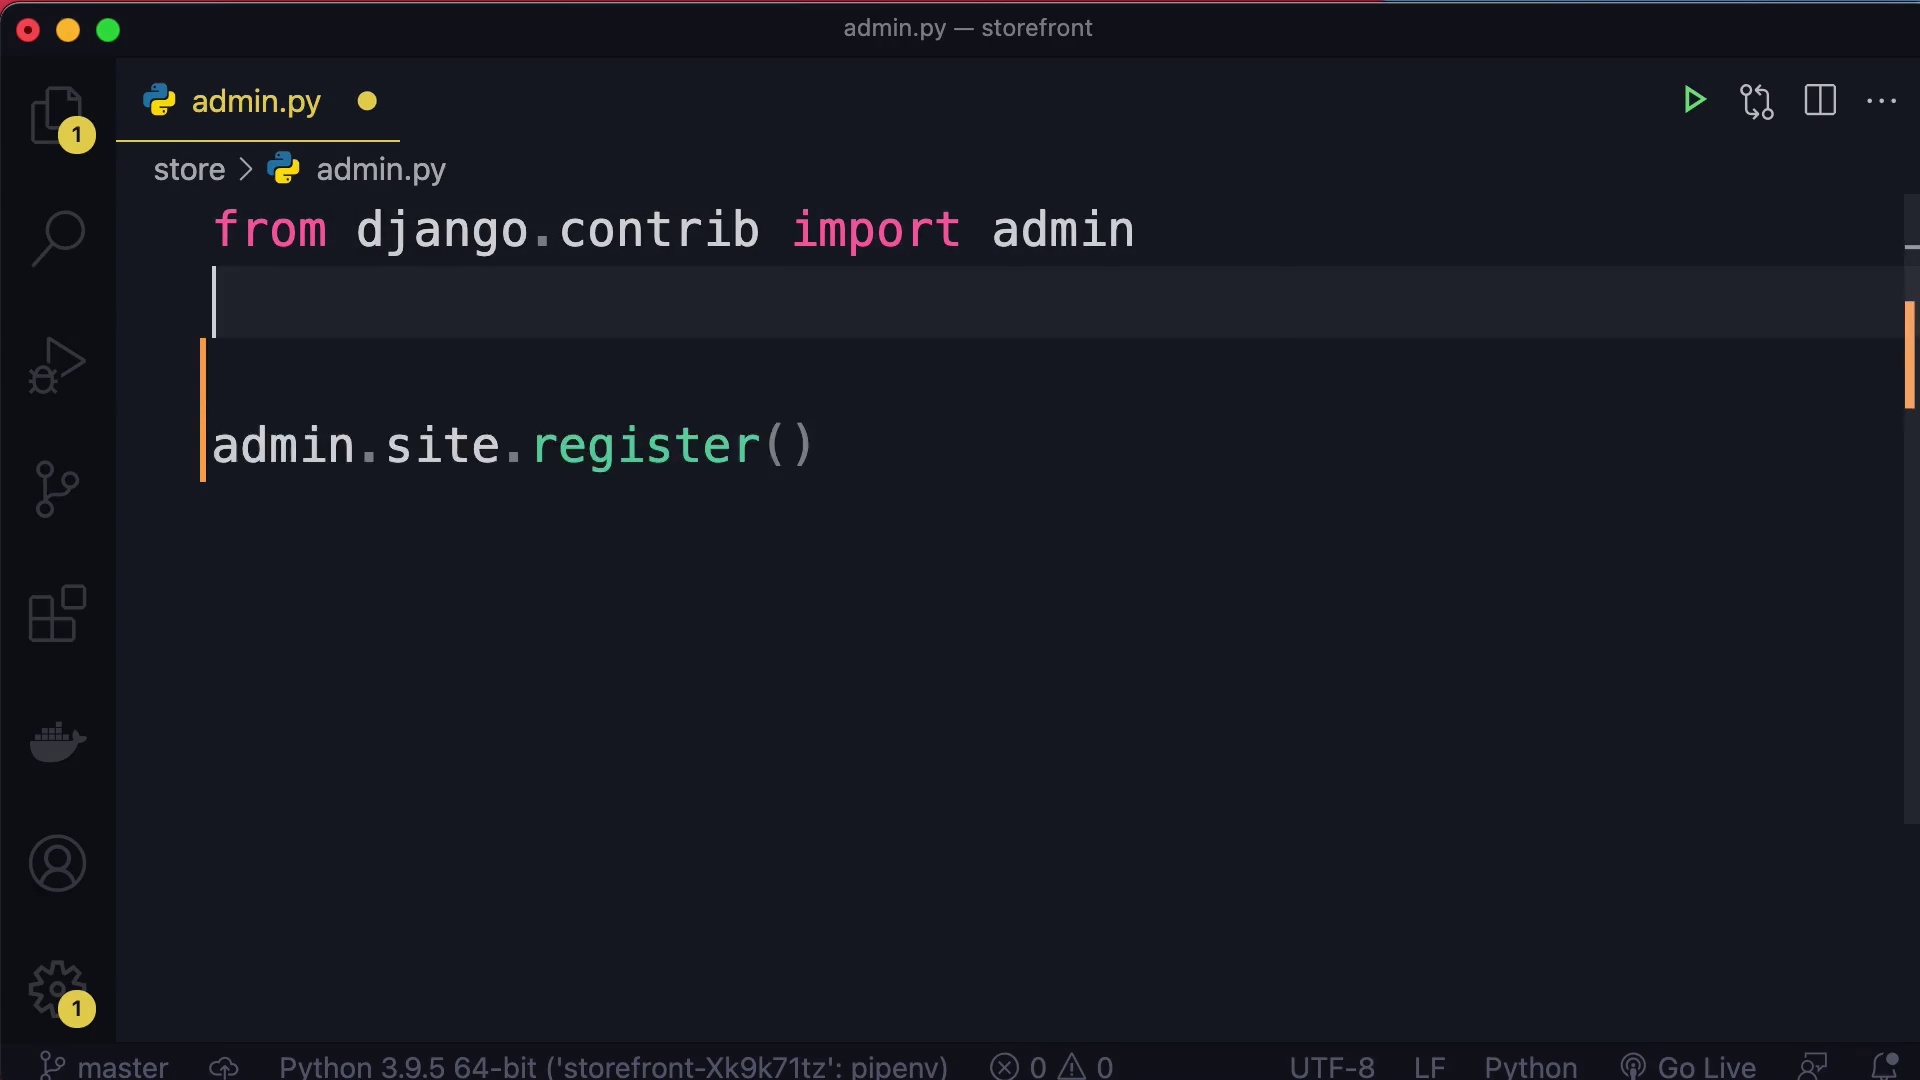 admin.py — storefront
admin.py
1
store > admin.py
from django.contrib import admin
admin.site.register()
1
master
Python 3.9.5 64-bit ('storefront-Xk9k71tz': pipenv)
0
0
UTF-8
LF
Python
Go Live